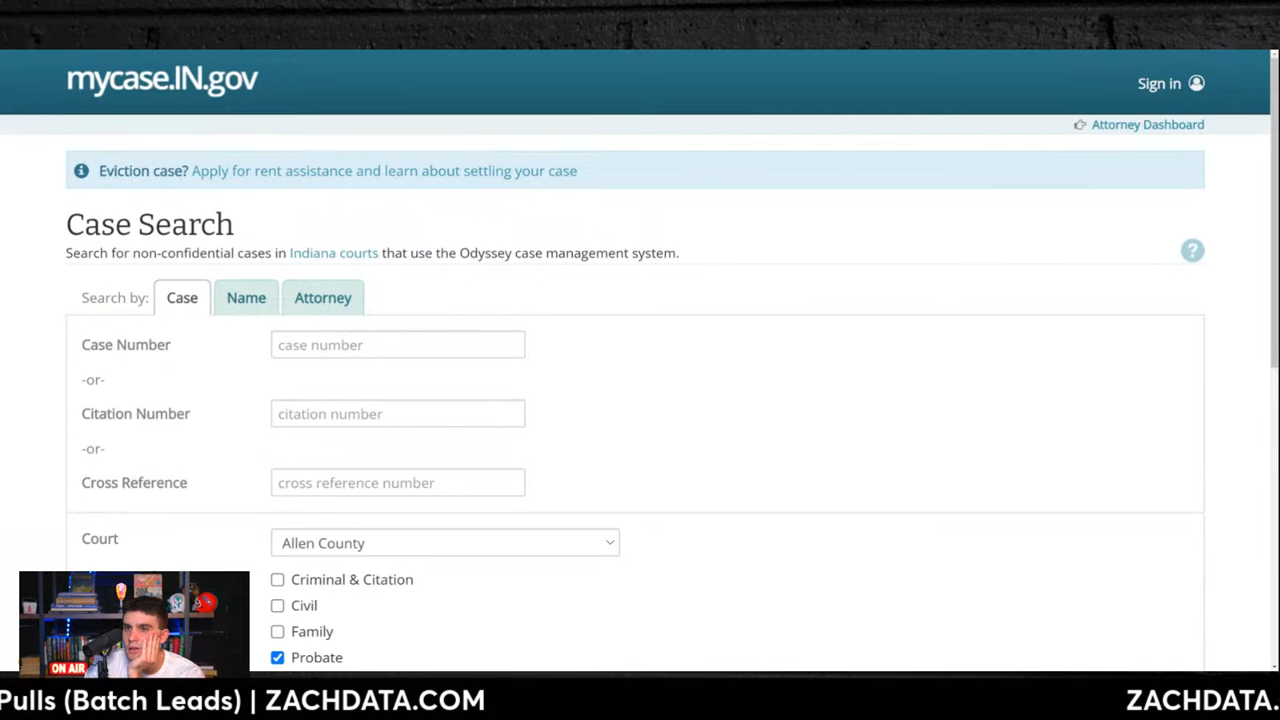 mycase.IN.gov
Sign in
Attorney Dashboard
Eviction case? Apply for rent assistance and learn about settling your case
Case Search
Search for non-confidential cases in Indiana courts that use the Odyssey case management system.
?
Search by: Case Name Attorney
Case Number case number
-or-
Citation Number citation number
-or-
Cross Reference cross reference number
Court Allen County
Criminal & Citation
Civil
Family
Probate
ON AIR
Pulls (Batch Leads) | ZACHDATA.COM ZACHDATA.